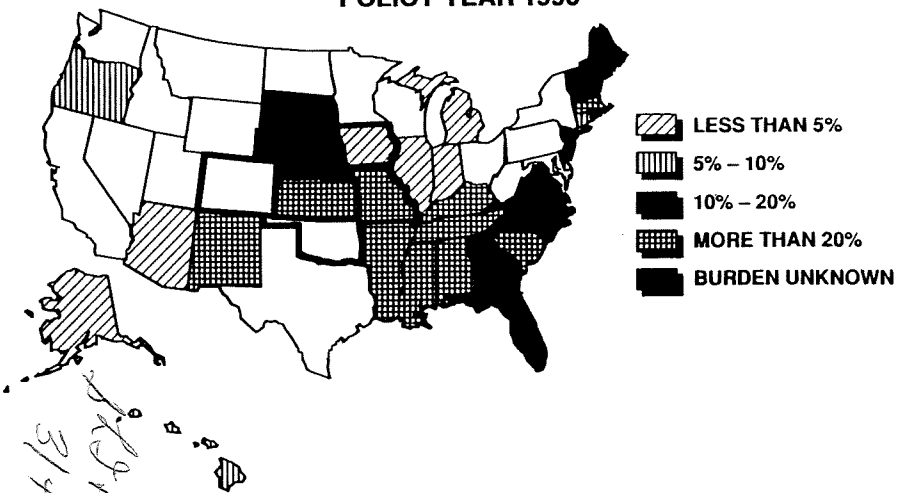 POLICY YEAR 1990
LESS THAN 5%
5% – 10%
10% – 20%
MORE THAN 20%
BURDEN UNKNOWN